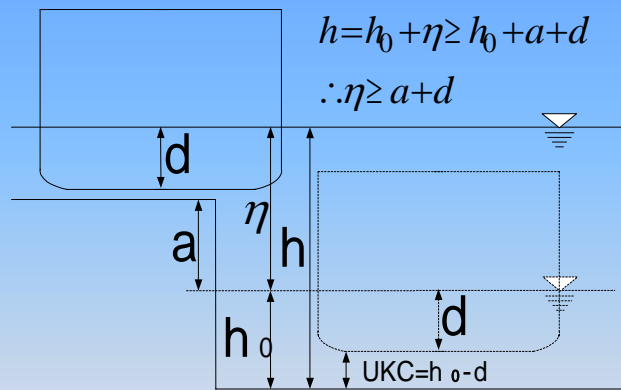 h=h₀+η≥h₀+a+d
∴η≥a+d
d
η
a
h
h₀
d
UKC=h₀-d